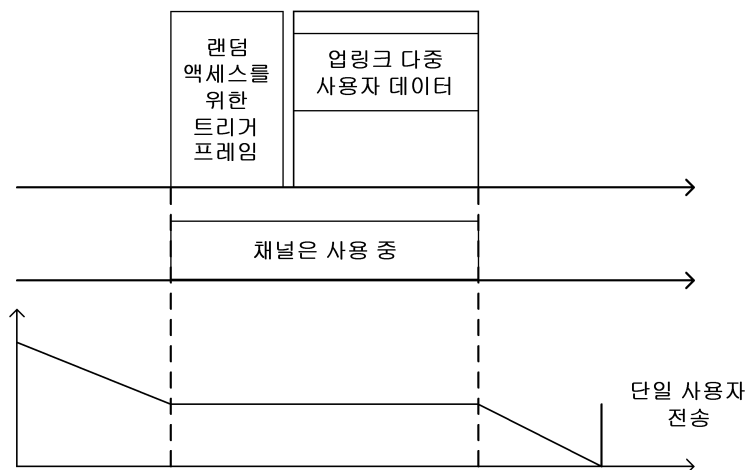 랜덤
액세스를
위한
트리거
프레임
업링크 다중
사용자 데이터
채널은 사용 중
단일 사용자
전송